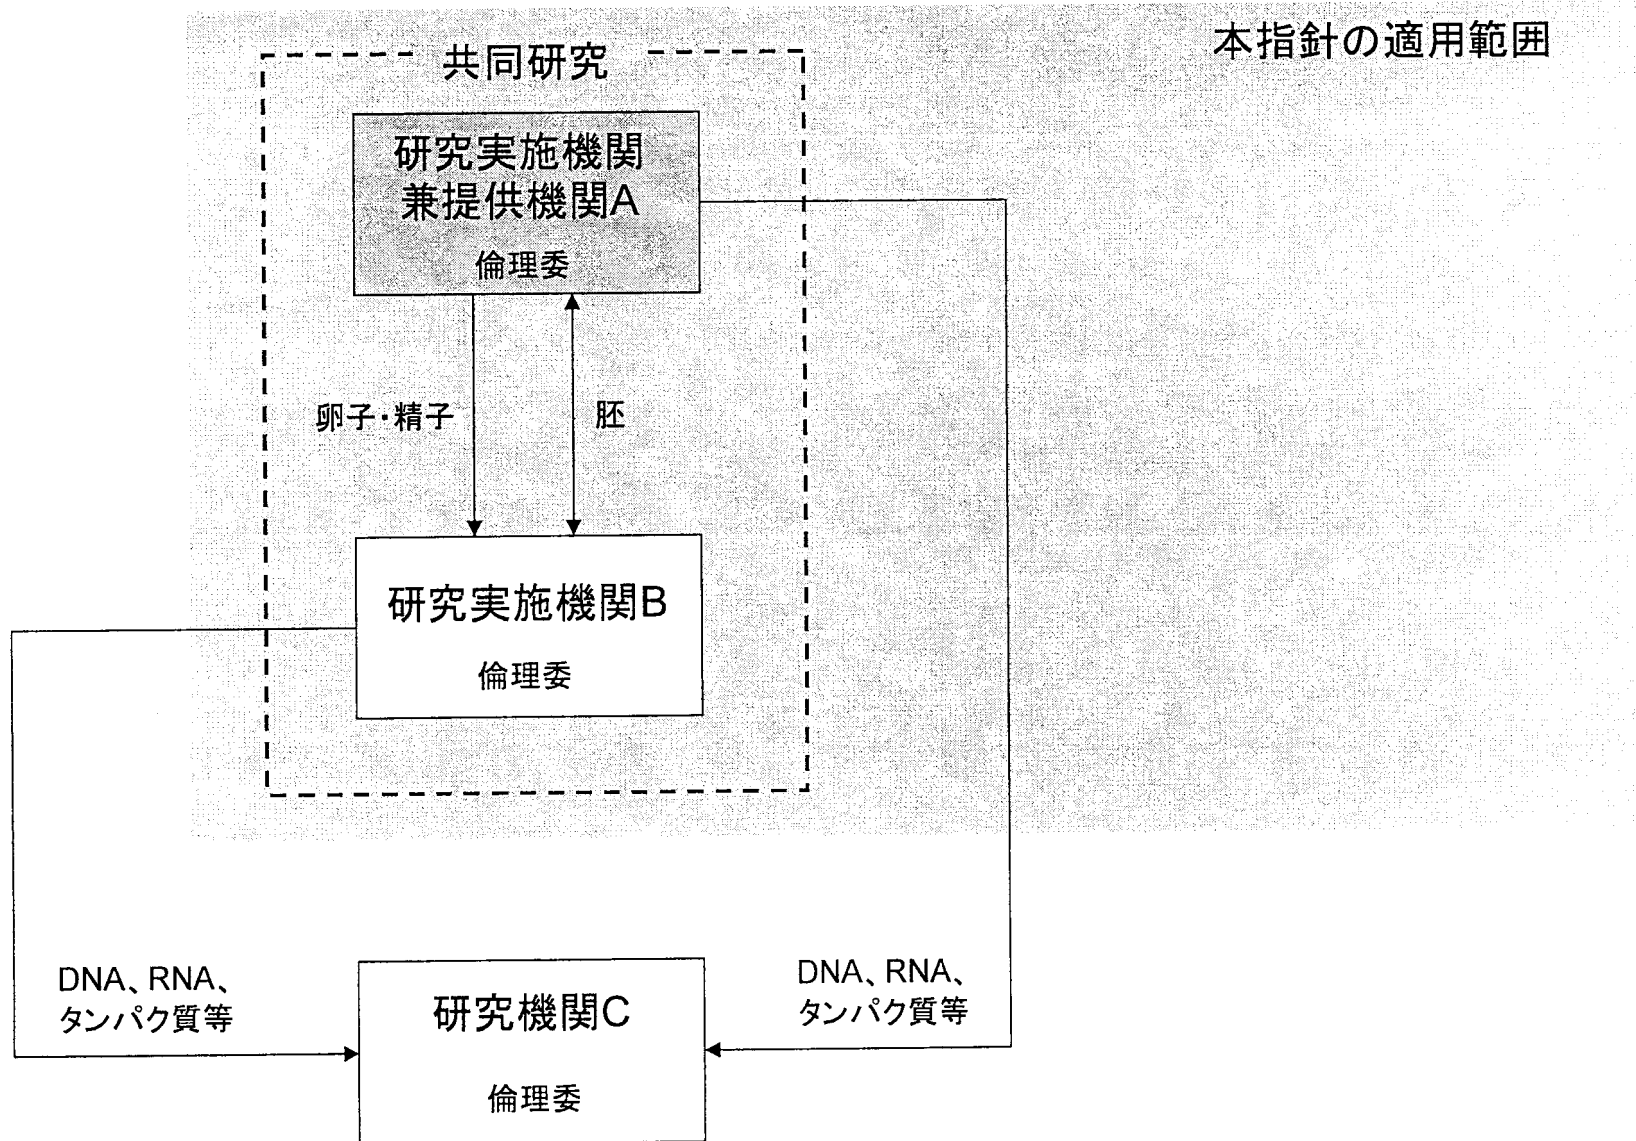 本指針の適用範囲
共同研究
研究実施機関
兼提供機関A
倫理委
卵子・精子
胚
研究実施機関B
倫理委
DNA、RNA、
タンパク質等
DNA、RNA、
タンパク質等
研究機関C
倫理委